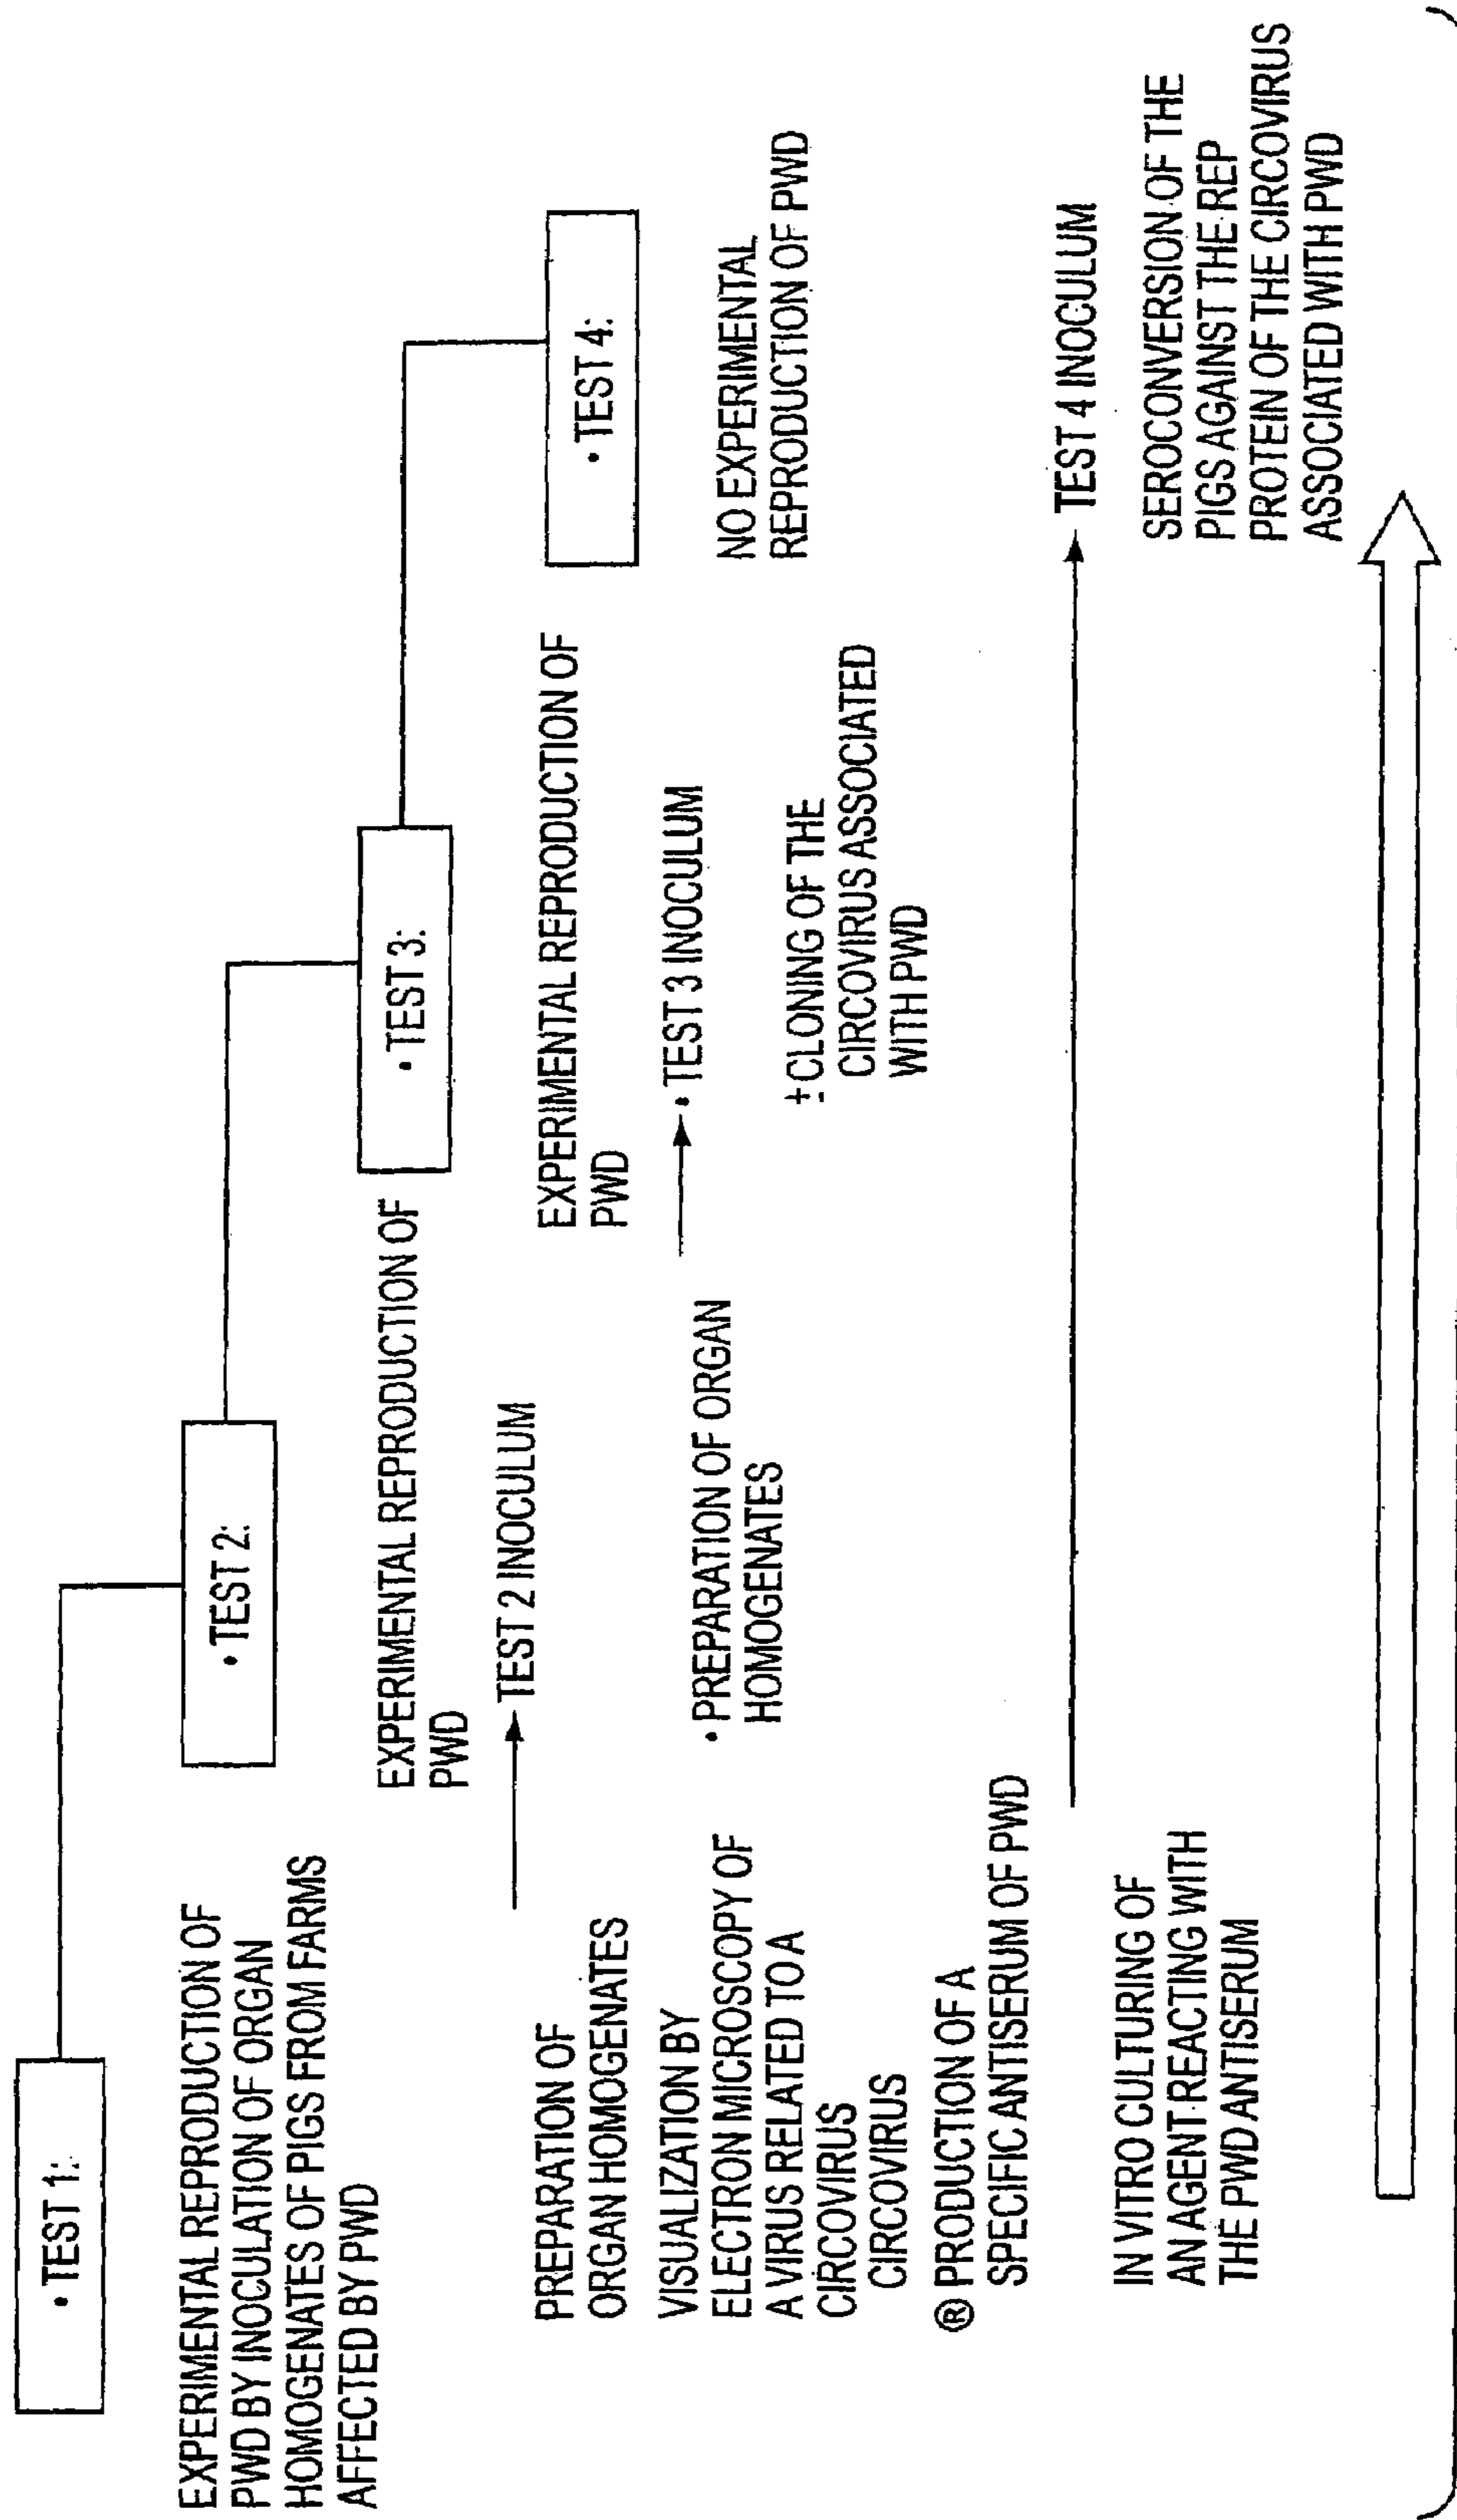 • TEST 1:
EXPERIMENTAL REPRODUCTION OF
PWD BY INOCULATION OF ORGAN
HOMOGENATES OF PIGS FROM FARMS
AFFECTED BY PWD
PREPARATION OF
ORGAN HOMOGENATES
VISUALIZATION BY
ELECTRON MICROSCOPY OF
A VIRUS RELATED TO A
CIRCOVIRUS
CIRCOVIRUS
® PRODUCTION OF A
SPECIFIC ANTISERUM OF PWD
IN VITRO CULTURING OF
AN AGENT REACTING WITH
THE PWD ANTISERUM
• TEST 2:
EXPERIMENTAL REPRODUCTION OF
PWD
TEST 2 INOCULUM
• PREPARATION OF ORGAN
HOMOGENATES
• TEST 3:
EXPERIMENTAL REPRODUCTION OF
PWD
• TEST 3 INOCULUM
± CLONING OF THE
CIRCOVIRUS ASSOCIATED
WITH PWD
• TEST 4:
NO EXPERIMENTAL
REPRODUCTION OF PWD
TEST 4 INOCULUM
SEROCONVERSION OF THE
PIGS AGAINST THE REP
PROTEIN OF THE CIRCOVIRUS
ASSOCIATED WITH PWD